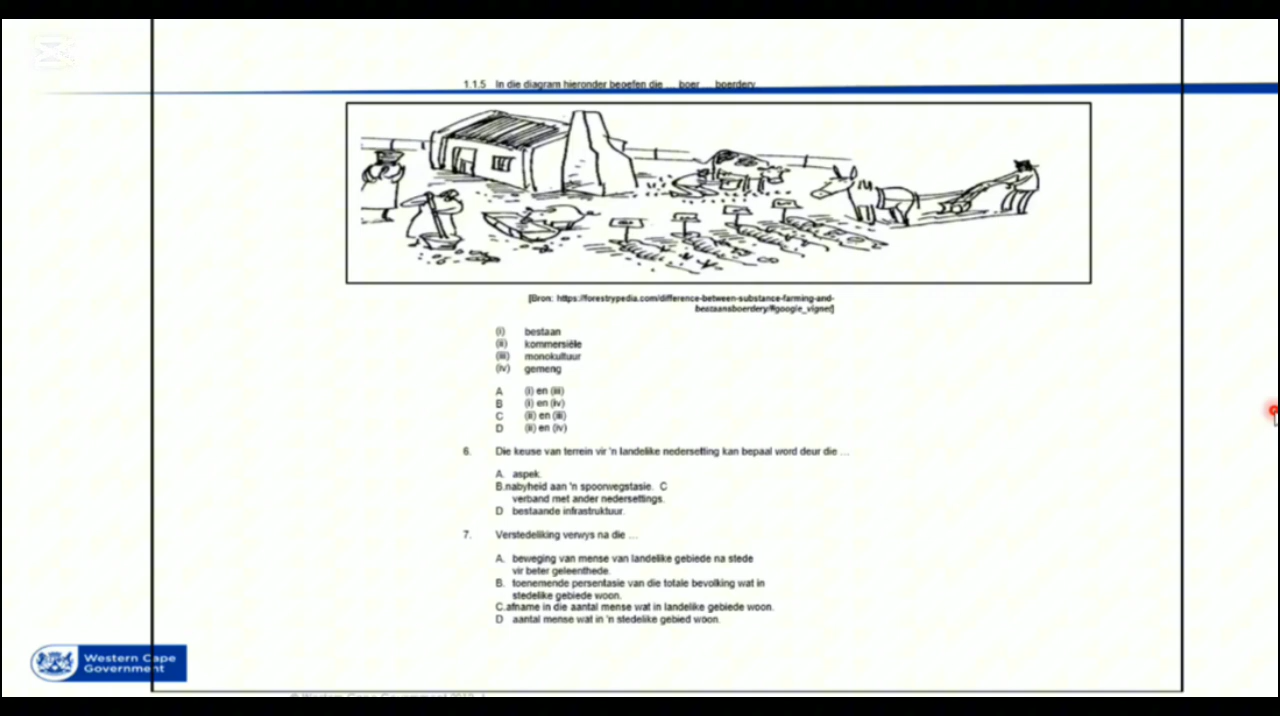 1.1.5 In die diagram hieronder beoefen die ... boer ... boerdery
[Bron: https://forestrypedia.com/difference-between-substance-farming-and-
bestaansboerdery/#google_vignet]
(i) bestaan
(ii) kommersiële
(iii) monokultuur
(iv) gemeng
A (i) en (iii)
B (i) en (iv)
C (ii) en (iii)
D (ii) en (iv)
6. Die keuse van terrein vir 'n landelike nedersetting kan bepaal word deur die ...
A. aspek.
B.nabyheid aan 'n spoorwegstasie. C
verband met ander nedersettings.
D bestaande infrastruktuur.
7. Verstedeliking verwys na die ...
A. beweging van mense van landelike gebiede na stede
vir beter geleenthede.
B. toenemende persentasie van die totale bevolking wat in
stedelike gebiede woon.
C.afname in die aantal mense wat in landelike gebiede woon.
D aantal mense wat in 'n stedelike gebied woon.
Western Cape
Government